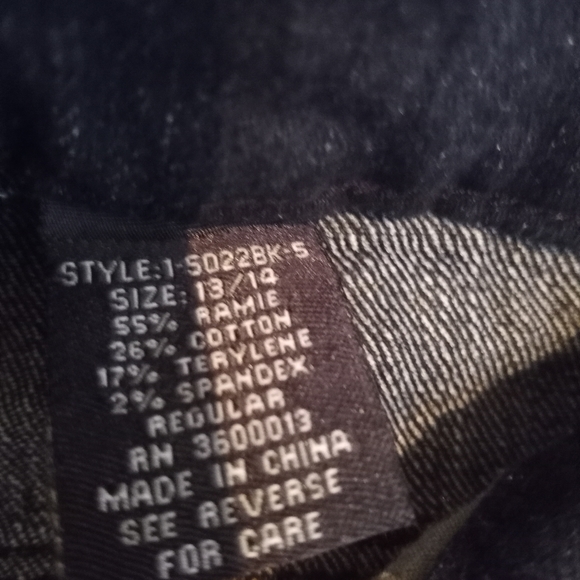 STYLE:1-S022BK-S
SIZE: 13/14
55% RAMIE
26% COTTON
17% TERYLENE
2% SPANDEX
REGULAR
RN 3600013
MADE IN CHINA
SEE REVERSE
FOR CARE